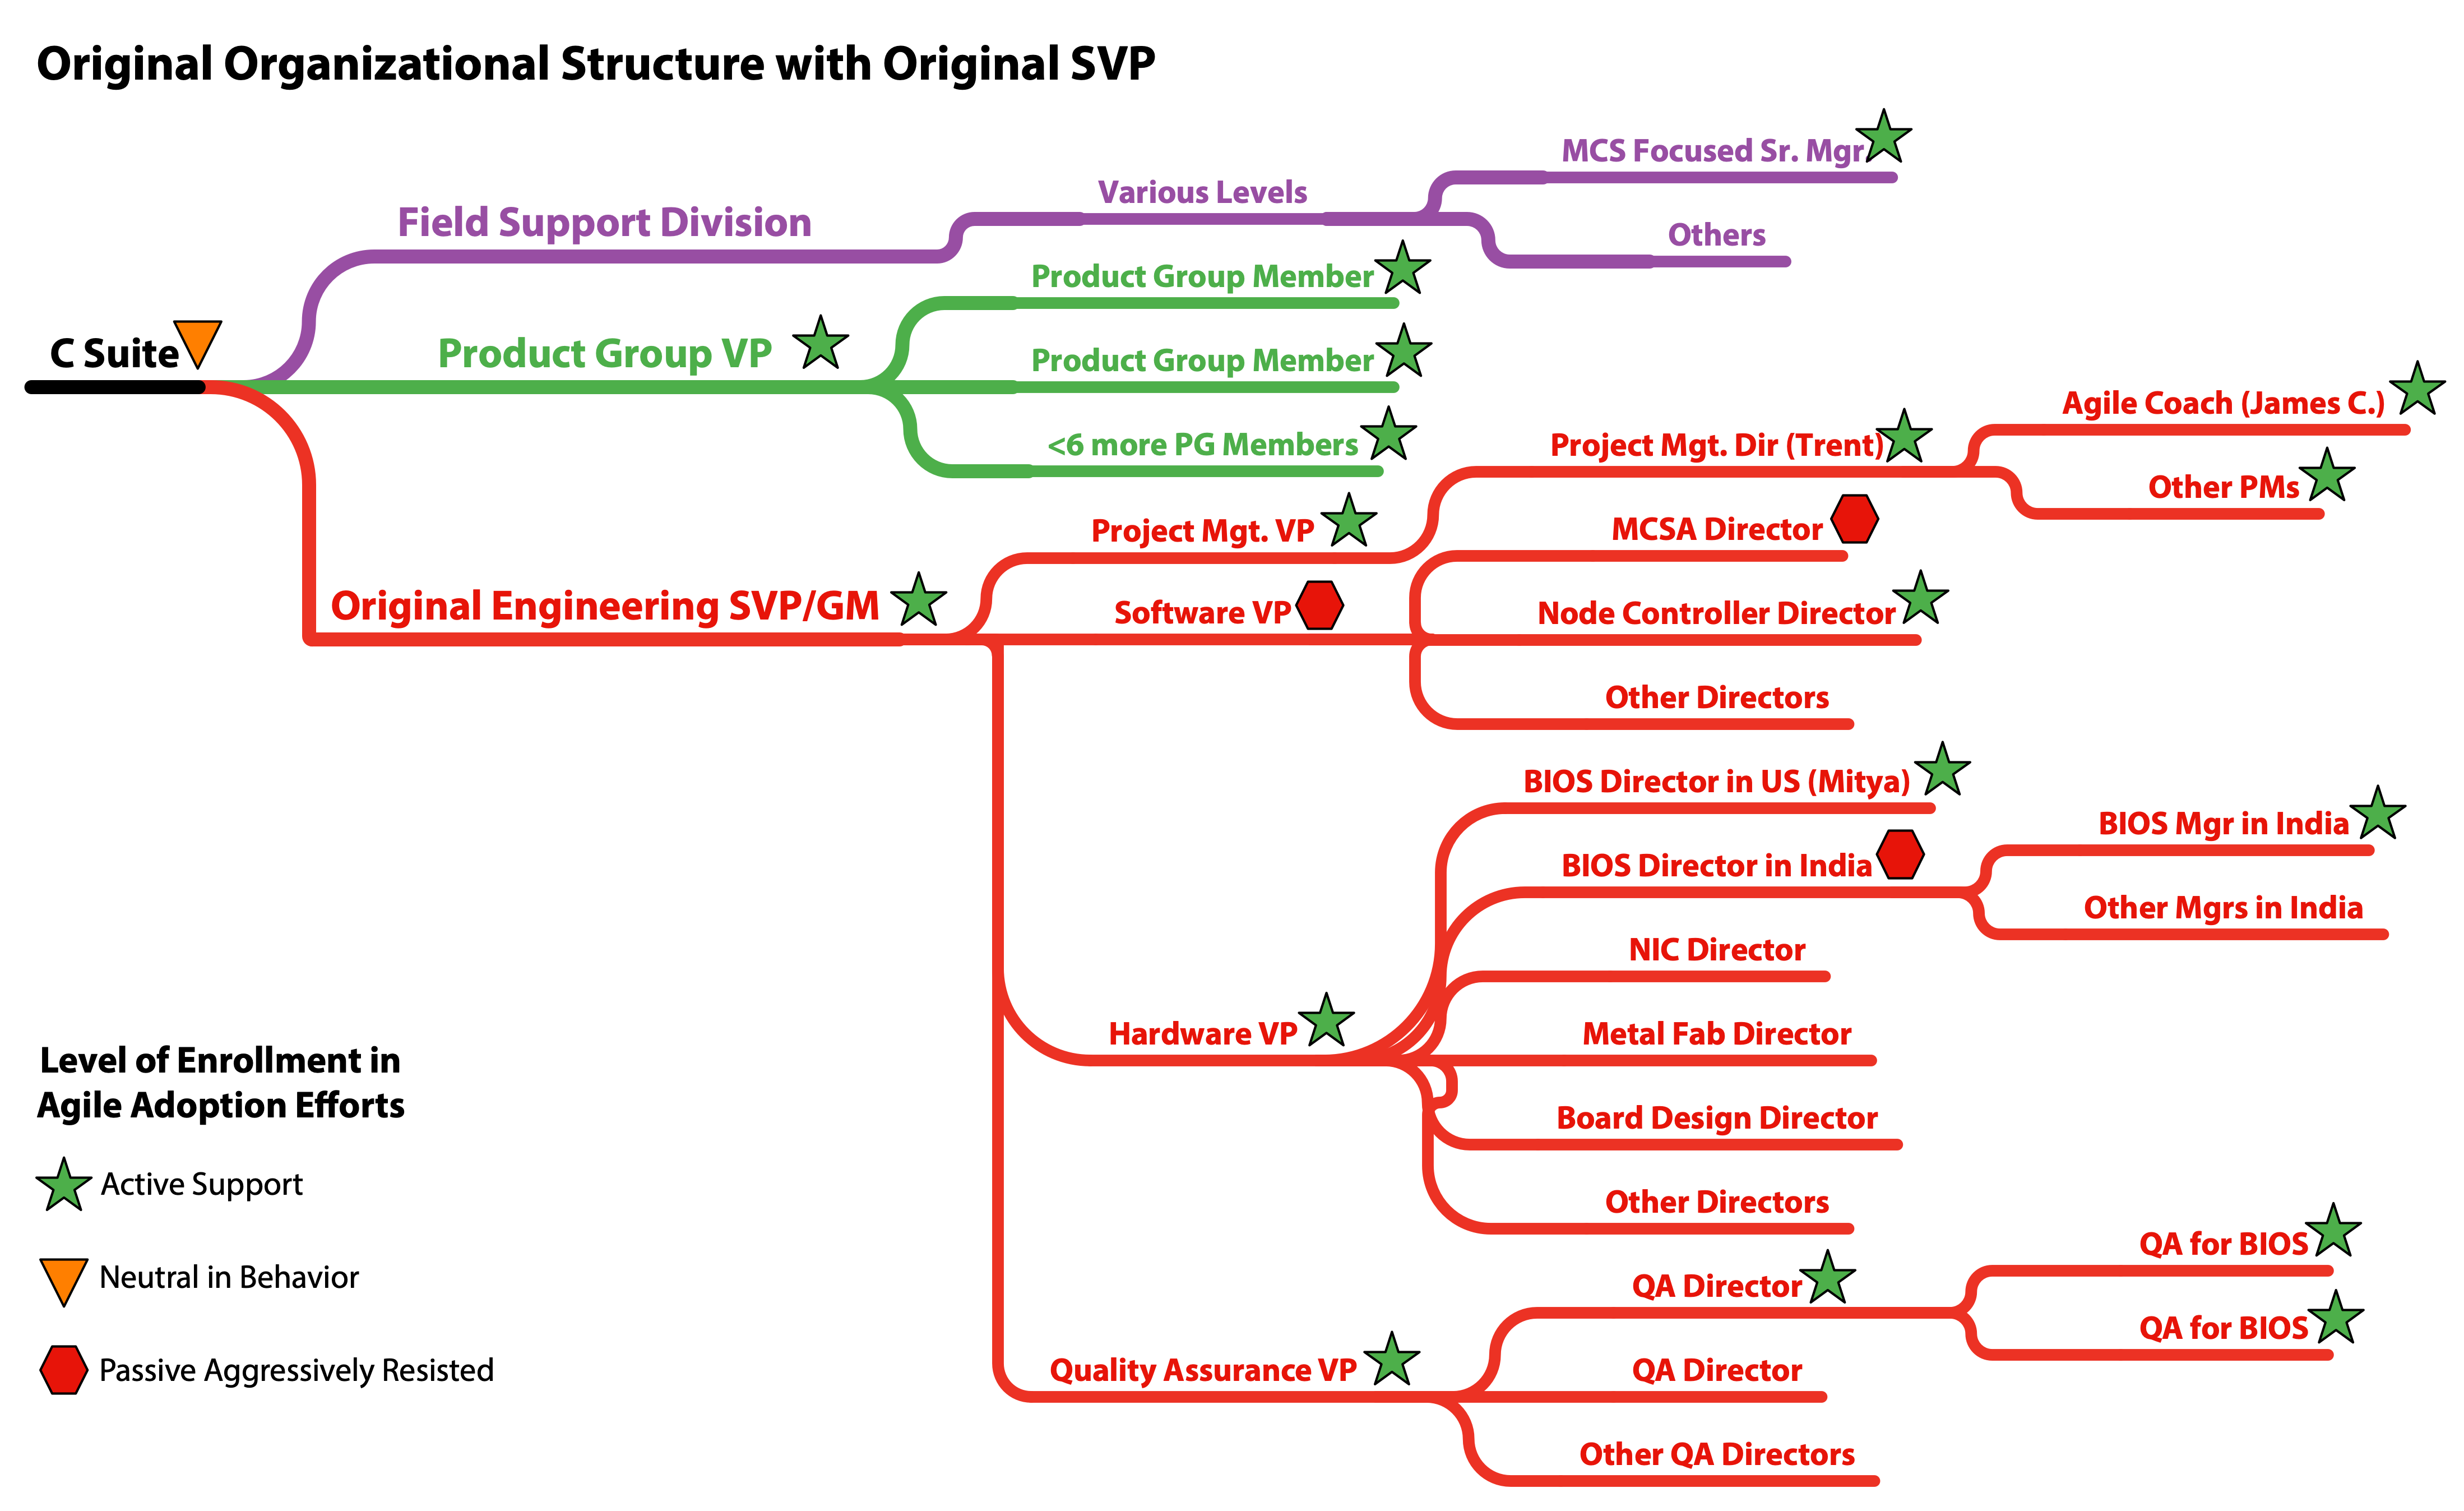 Original Organizational Structure with Original SVP
MCS Focused Sr. Mgr
Various Levels
Field Support Division
Others
Product Group Member
C Suite
Product Group VP
Product Group Member
Agile Coach (James C.)
<6 more PG Members
Project Mgt. Dir (Trent)
Other PMs
Project Mgt. VP
MCSA Director
Original Engineering SVP/GM
Software VP
Node Controller Director
Other Directors
BIOS Director in US (Mitya)
BIOS Mgr in India
BIOS Director in India
Other Mgrs in India
NIC Director
Hardware VP
Metal Fab Director
Board Design Director
Other Directors
QA for BIOS
QA Director
QA for BIOS
Quality Assurance VP
QA Director
Other QA Directors
Level of Enrollment in
Agile Adoption Efforts
Active Support
Neutral in Behavior
Passive Aggressively Resisted